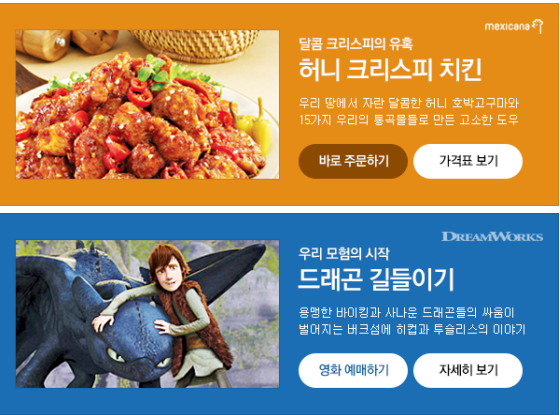 mexicana
달콤 크리스피의 유혹
허니 크리스피 치킨
우리 땅에서 자란 달콤한 허니 호박고구마와
15가지 우리의 통곡물들로 만든 고소한 도우
바로 주문하기
가격표 보기
DREAMWORKS
우리 모험의 시작
드래곤 길들이기
용맹한 바이킹과 사나운 드래곤들의 싸움이
벌어지는 버크섬에 히컵과 투슬리스의 이야기
영화 예매하기
자세히 보기